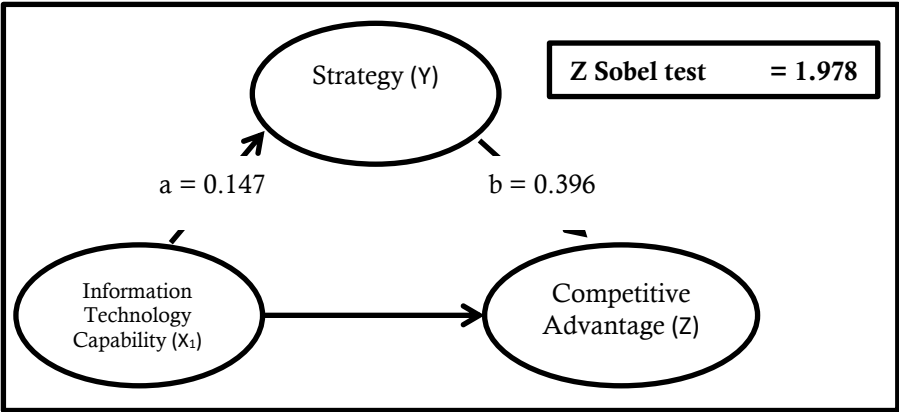 Strategy (Y)
Z Sobel test = 1.978
a = 0.147
b = 0.396
Information
Technology
Capability (X₁)
Competitive
Advantage (Z)